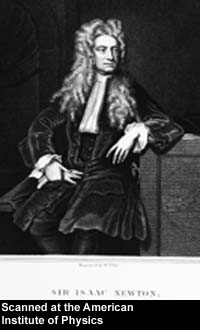 SIR ISAAC NEWTON,
Scanned at the American
Institute of Physics